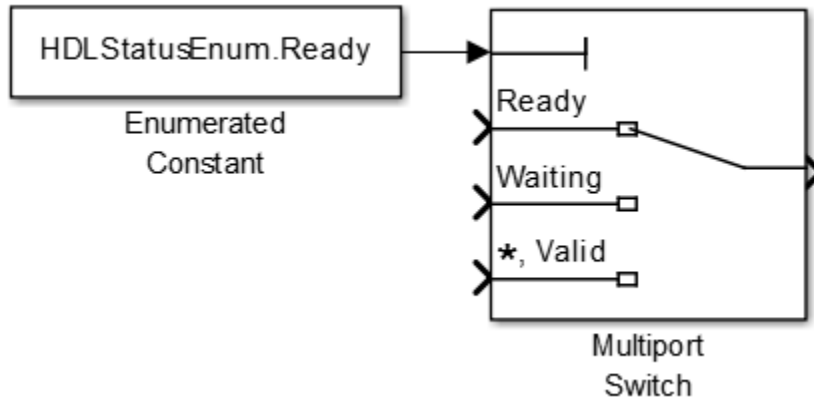 HDLStatusEnum.Ready
Enumerated
Constant
Ready
Waiting
*, Valid
Multiport
Switch